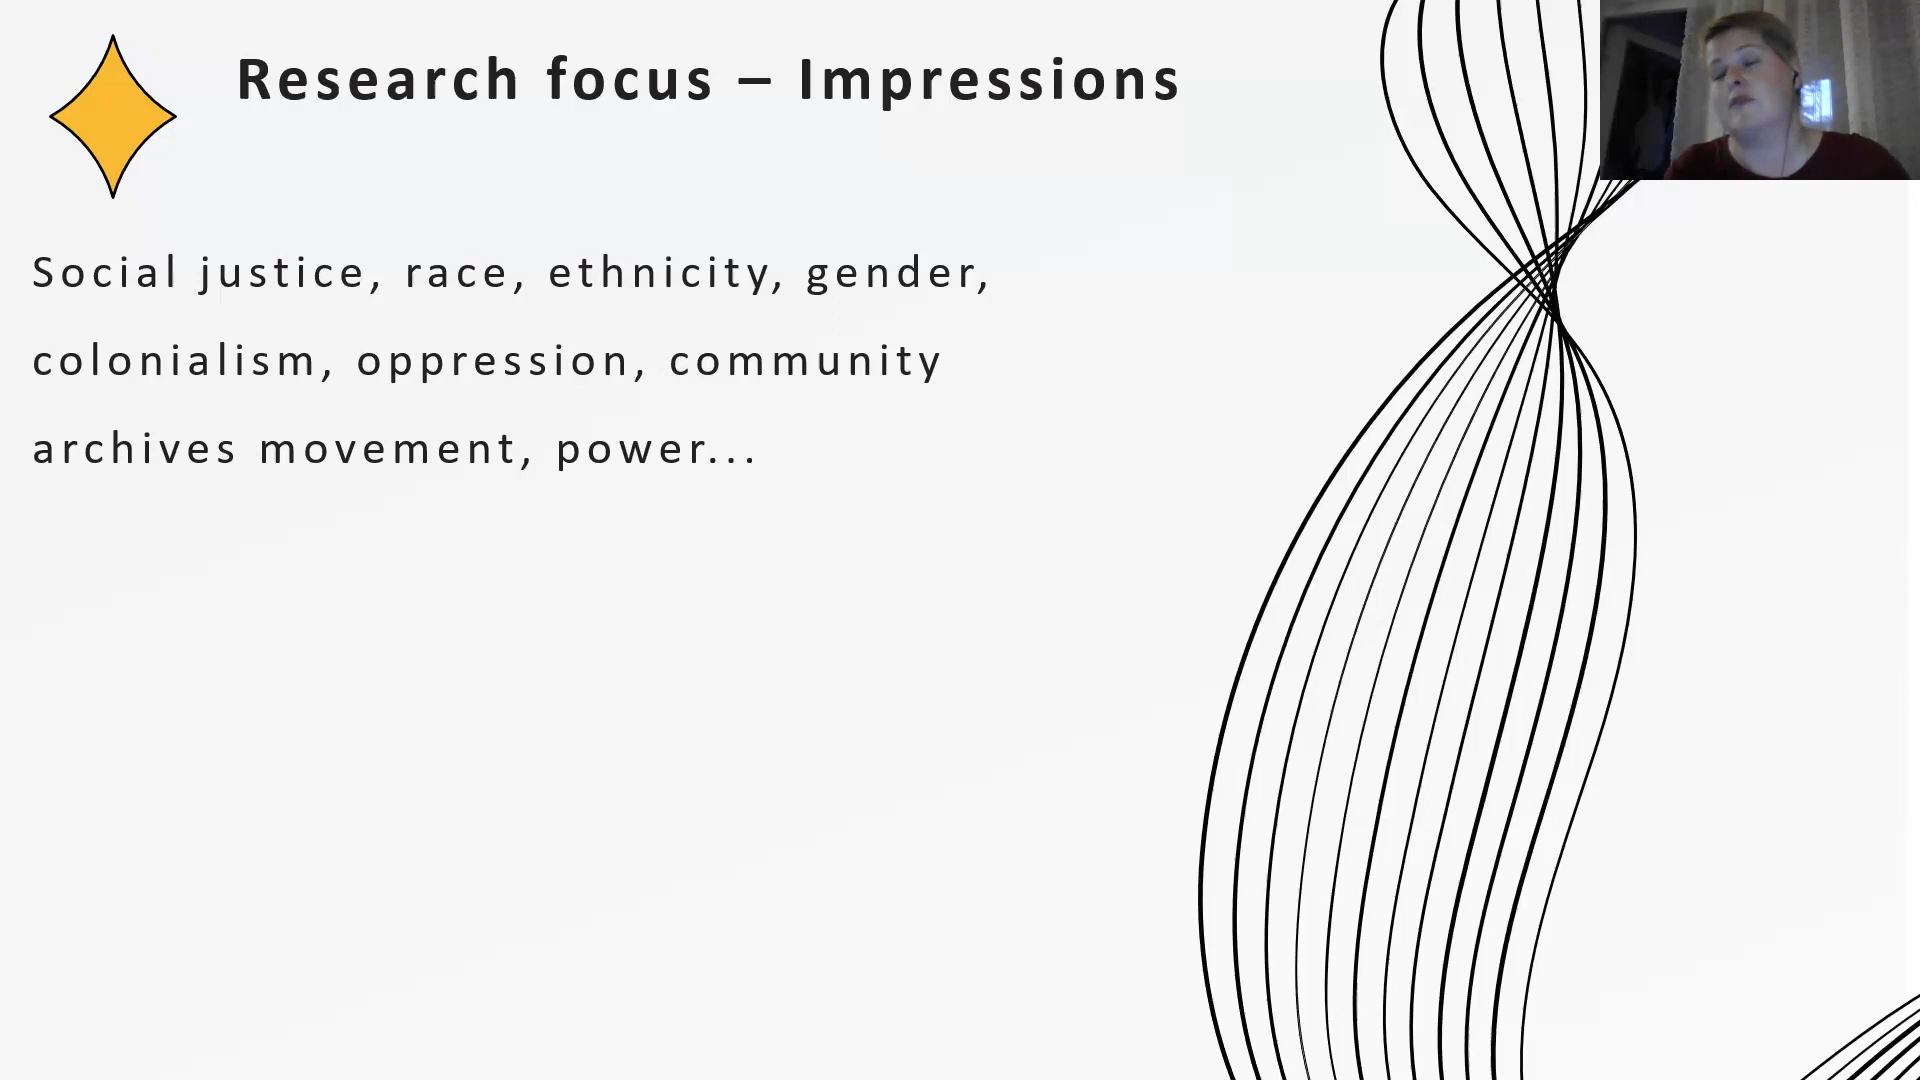 Research focus – Impressions
Social justice, race, ethnicity, gender,
colonialism, oppression, community
archives movement, power...